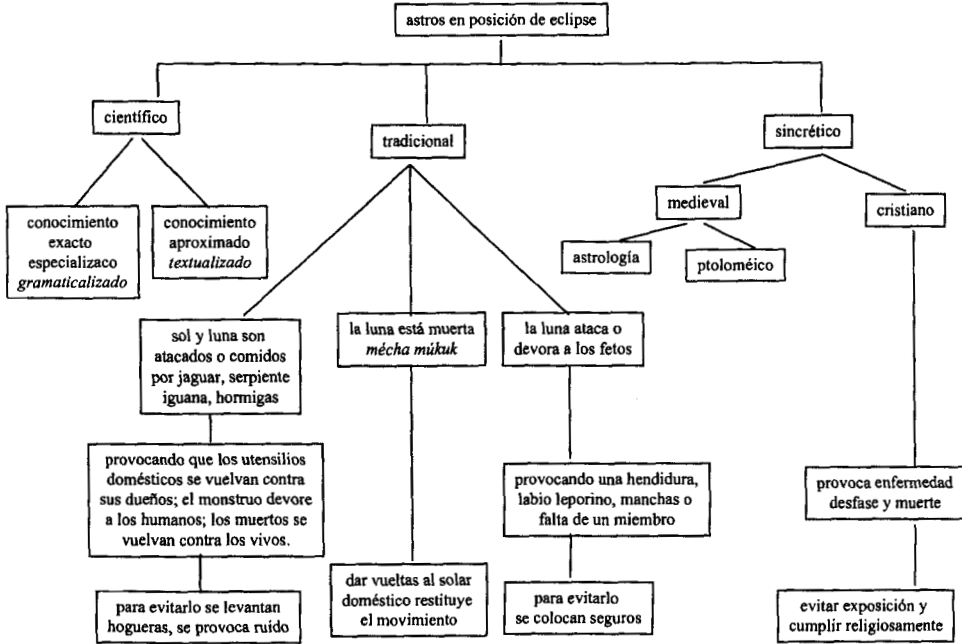 astros en posición de eclipse
científico
tradicional
sincrético
conocimiento
exacto
especializaco
gramaticalizado
conocimiento
aproximado
textualizado
medieval
cristiano
astrología
ptoloméico
sol y luna son
atacados o comidos
por jaguar, serpiente
iguana, hormigas
la luna está muerta
mécha múkuk
la luna ataca o
devora a los fetos
provocando que los utensilios
domésticos se vuelvan contra
sus dueños; el monstruo devore
a los humanos; los muertos se
vuelvan contra los vivos.
provocando una hendidura,
labio leporino, manchas o
falta de un miembro
provoca enfermedad
desfase y muerte
para evitarlo se levantan
hogueras, se provoca ruido
dar vueltas al solar
doméstico restituye
el movimiento
para evitarlo
se colocan seguros
evitar exposición y
cumplir religiosamente